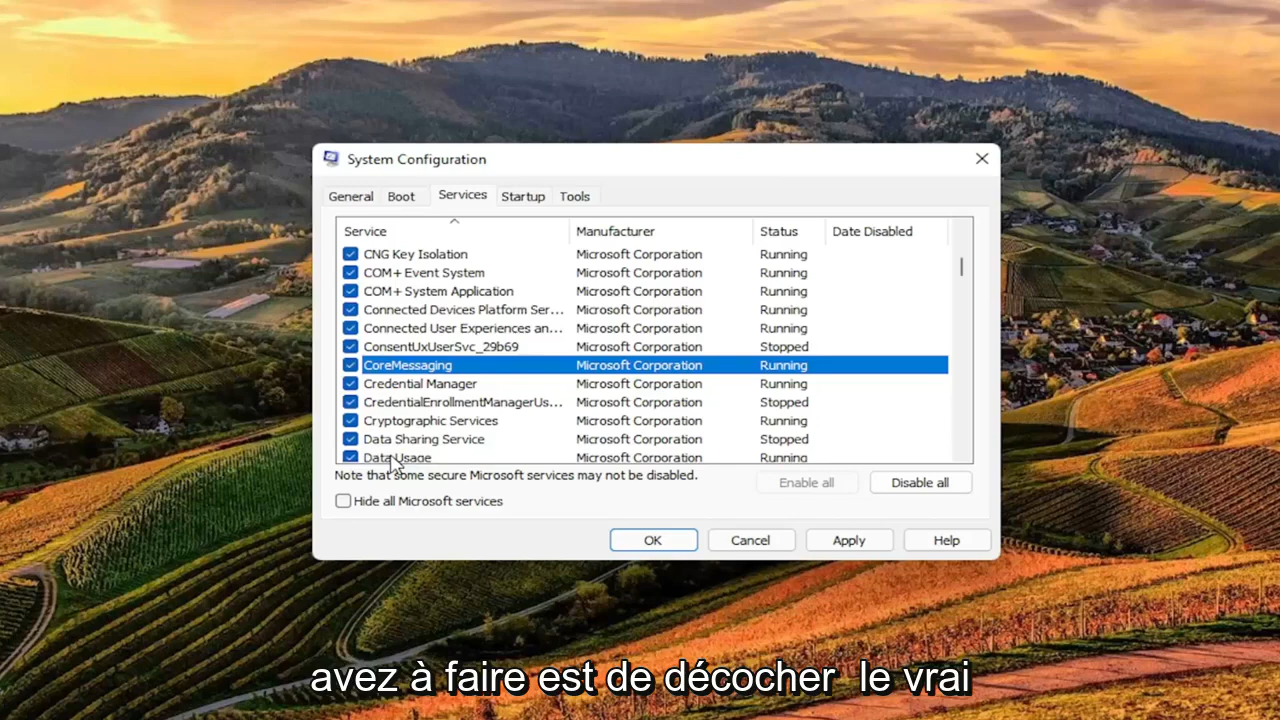 System Configuration
General Boot Services Startup Tools
Service Manufacturer Status Date Disabled
CNG Key Isolation Microsoft Corporation Running
COM+ Event System Microsoft Corporation Running
COM+ System Application Microsoft Corporation Running
Connected Devices Platform Ser... Microsoft Corporation Running
Connected User Experiences an... Microsoft Corporation Running
ConsentUxUserSvc_29b69 Microsoft Corporation Stopped
CoreMessaging Microsoft Corporation Running
Credential Manager Microsoft Corporation Running
CredentialEnrollmentManagerUs... Microsoft Corporation Stopped
Cryptographic Services Microsoft Corporation Running
Data Sharing Service Microsoft Corporation Stopped
Data Usage Microsoft Corporation Running
Note that some secure Microsoft services may not be disabled.
Enable all Disable all
Hide all Microsoft services
OK Cancel Apply Help
avez à faire est de décocher le vrai